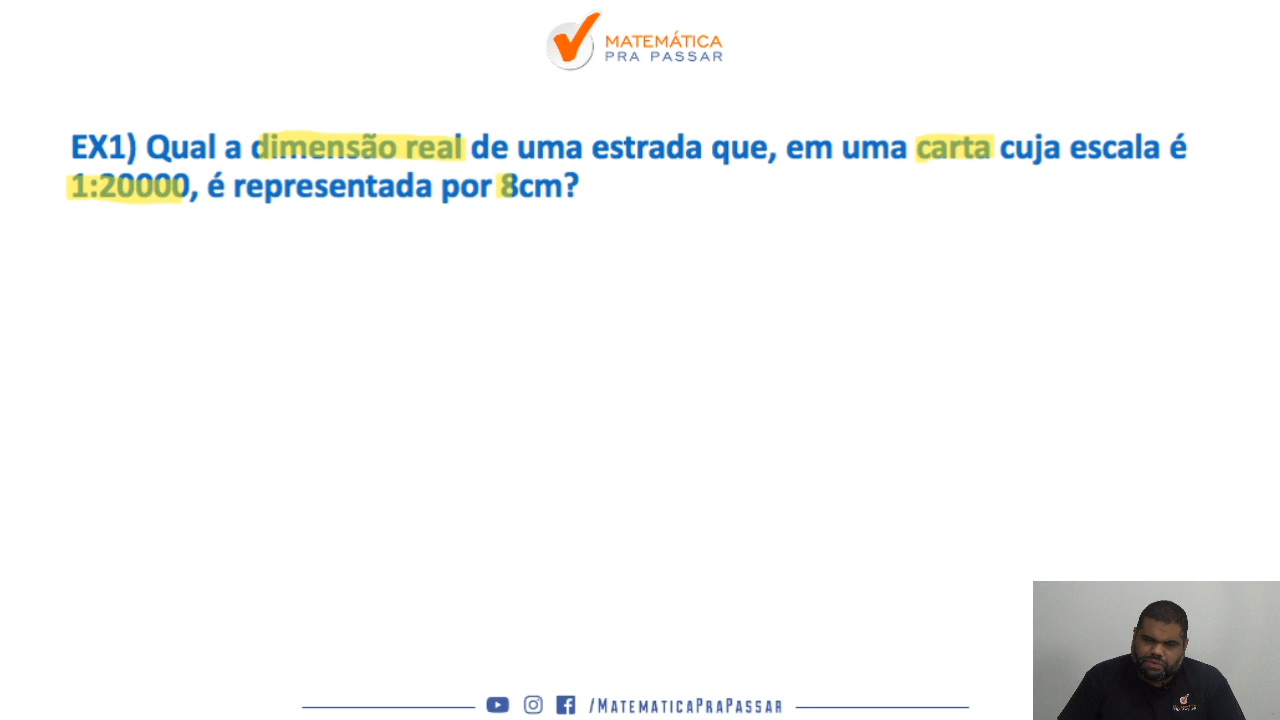 MATEMÁTICA
PRA PASSAR
EX1) Qual a dimensão real de uma estrada que, em uma carta cuja escala é
1:20000, é representada por 8cm?
/MATEMATICAPRAPASSAR